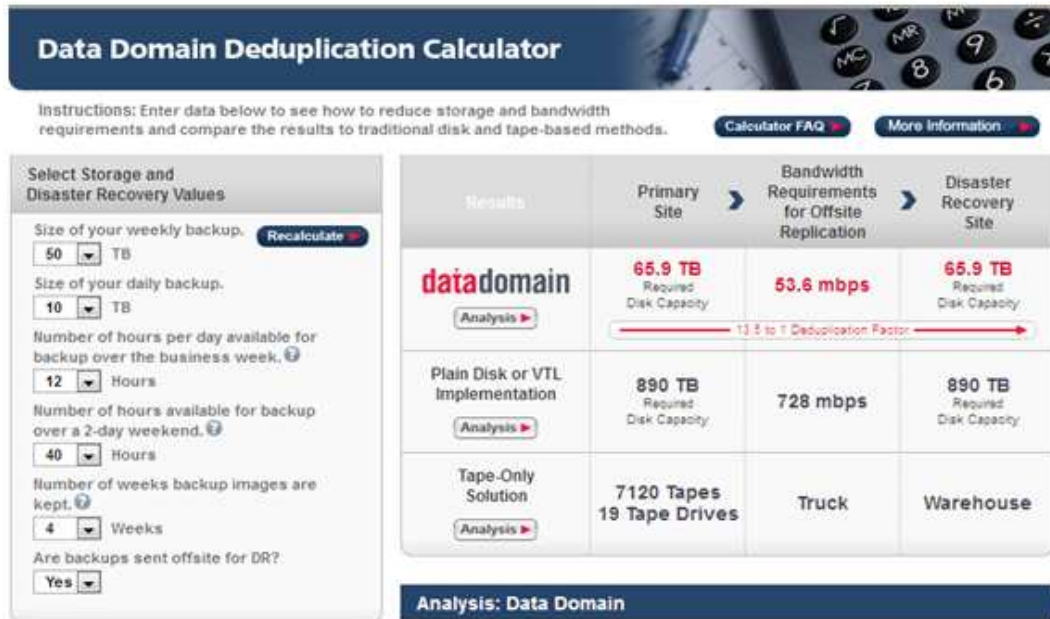 Data Domain Deduplication Calculator
Instructions: Enter data below to see how to reduce storage and bandwidth
requirements and compare the results to traditional disk and tape-based methods.
Calculator FAQ
More Information
Select Storage and
Disaster Recovery Values
Size of your weekly backup.
Recalculate
50 TB
Size of your daily backup.
10 TB
Number of hours per day available for
backup over the business week.
12 Hours
Number of hours available for backup
over a 2-day weekend.
40 Hours
Number of weeks backup images are
kept.
4 Weeks
Are backups sent offsite for DR?
Yes
Results
Primary
Site
Bandwidth
Requirements
for Offsite
Replication
Disaster
Recovery
Site
datadomain
Analysis
65.9 TB
Required
Disk Capacity
53.6 mbps
65.9 TB
Required
Disk Capacity
13.5 to 1 Deduplication Factor
Plain Disk or VTL
Implementation
Analysis
890 TB
Required
Disk Capacity
728 mbps
890 TB
Required
Disk Capacity
Tape-Only
Solution
Analysis
7120 Tapes
19 Tape Drives
Truck
Warehouse
Analysis: Data Domain
√
MC
MR
8
9
6
÷